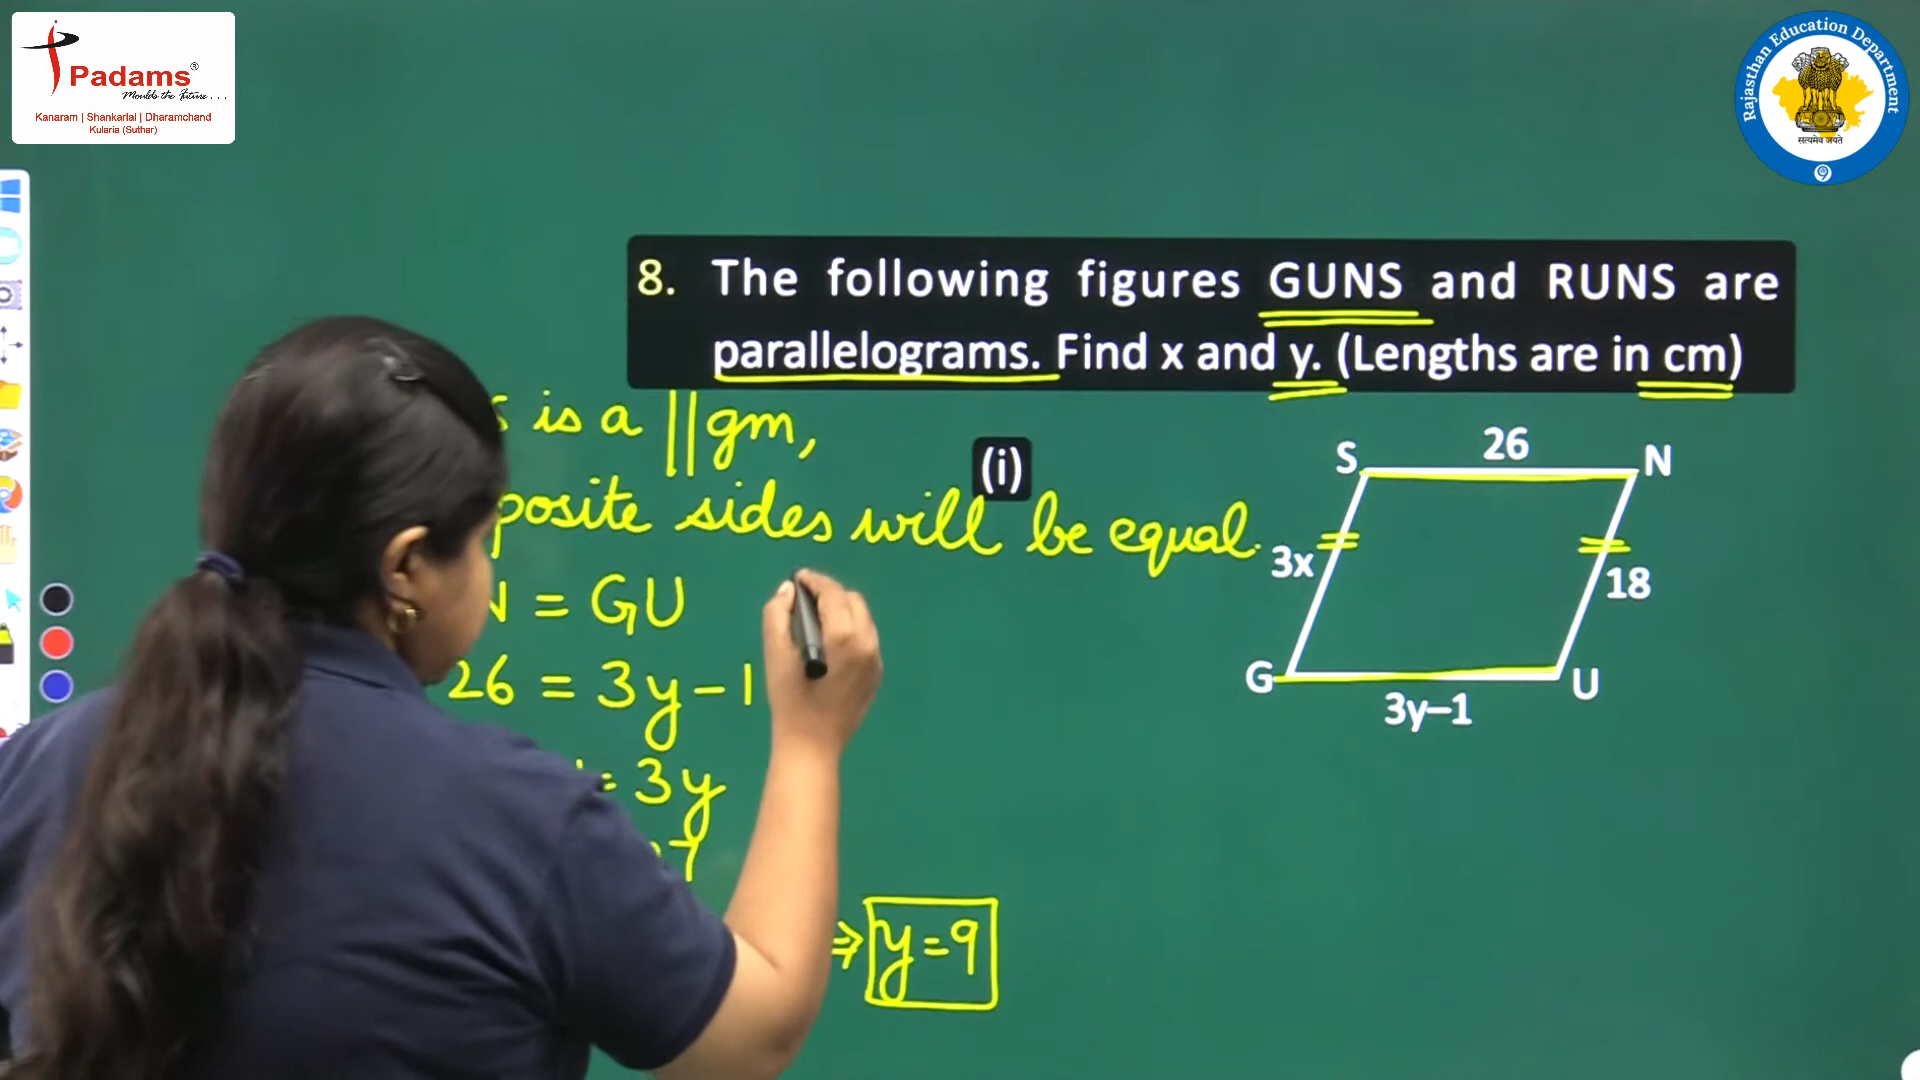 Padams®
Moulds the Future . . .
Kanaram | Shankarlal | Dharamchand
Kularia (Suthar)
Rajasthan Education Department
सत्यमेव जयते
8. The following figures GUNS and RUNS are
parallelograms. Find x and y. (Lengths are in cm)
is a ||gm,
(i)
posite sides will be equal.
S 26 N
3x
18
G U
3y–1
N = GU
26 = 3y-1
= 3y
⇒ y=9